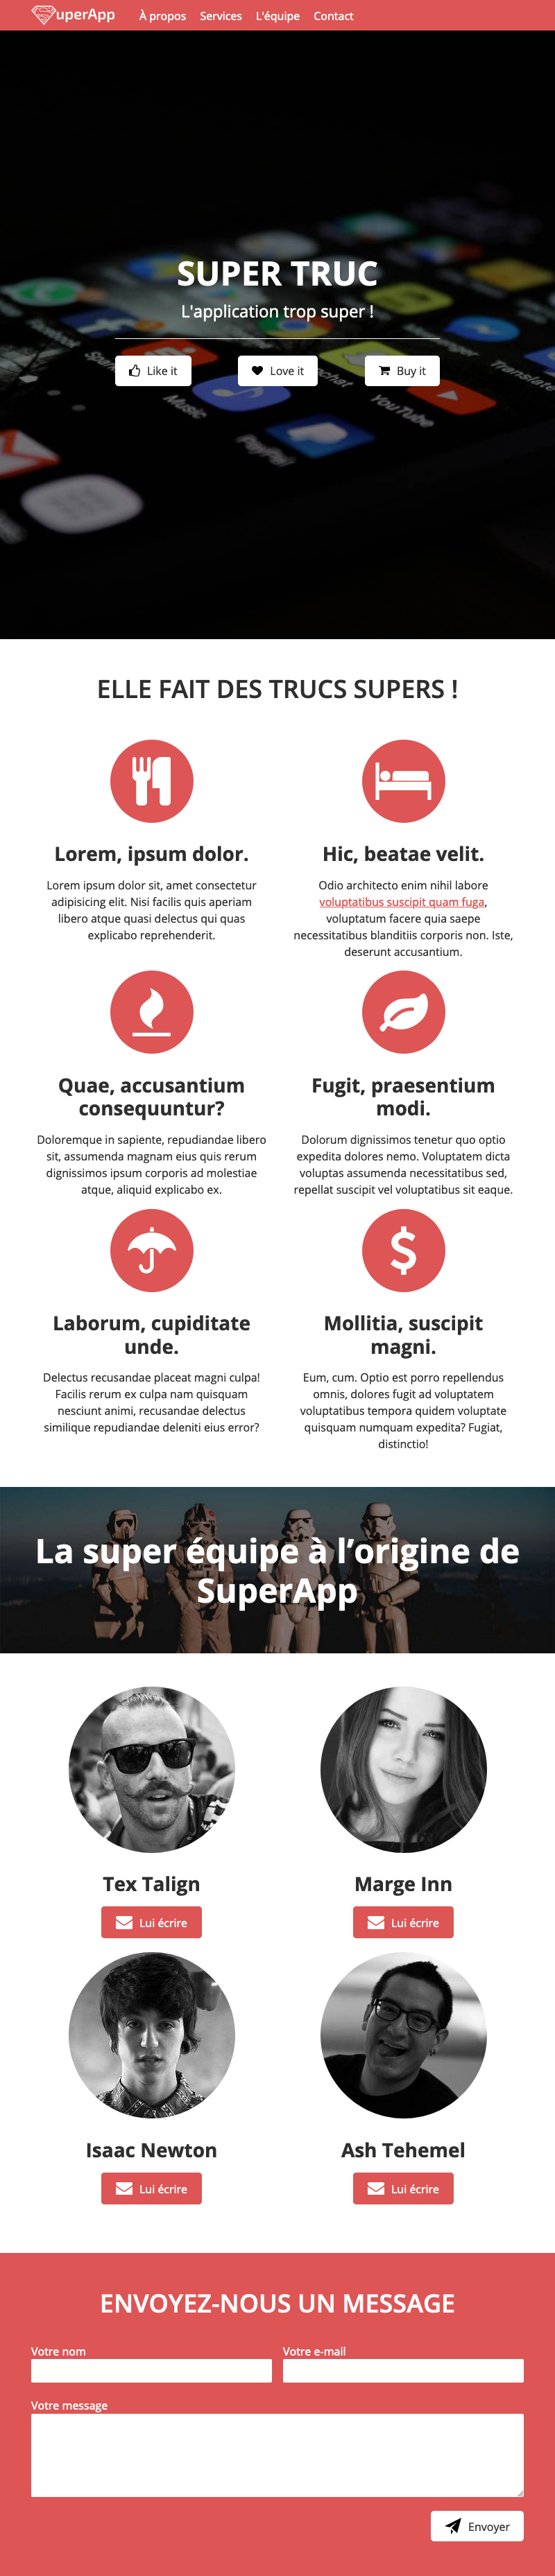 uperApp À propos Services L'équipe Contact
SUPER TRUC
L'application trop super !
Like it Love it Buy it
Music
PayPal
YouTube
Translate
ELLE FAIT DES TRUCS SUPERS !
Lorem, ipsum dolor.
Lorem ipsum dolor sit, amet consectetur
adipisicing elit. Nisi facilis quis aperiam
libero atque quasi delectus qui quas
explicabo reprehenderit.
Hic, beatae velit.
Odio architecto enim nihil labore
voluptatibus suscipit quam fuga,
voluptatum facere quia saepe
necessitatibus blanditiis corporis non. Iste,
deserunt accusantium.
Quae, accusantium
consequuntur?
Doloremque in sapiente, repudiandae libero
sit, assumenda magnam eius quis rerum
dignissimos ipsum corporis ad molestiae
atque, aliquid explicabo ex.
Fugit, praesentium
modi.
Dolorum dignissimos tenetur quo optio
expedita dolores nemo. Voluptatem dicta
voluptas assumenda necessitatibus sed,
repellat suscipit vel voluptatibus sit eaque.
Laborum, cupiditate
unde.
Delectus recusandae placeat magni culpa!
Facilis rerum ex culpa nam quisquam
nesciunt animi, recusandae delectus
similique repudiandae deleniti eius error?
Mollitia, suscipit
magni.
Eum, cum. Optio est porro repellendus
omnis, dolores fugit ad voluptatem
voluptatibus tempora quidem voluptate
quisquam numquam expedita? Fugiat,
distinctio!
La super équipe à l’origine de
SuperApp
Tex Talign
Lui écrire
Marge Inn
Lui écrire
Isaac Newton
Lui écrire
Ash Tehemel
Lui écrire
ENVOYEZ-NOUS UN MESSAGE
Votre nom
Votre e-mail
Votre message
Envoyer